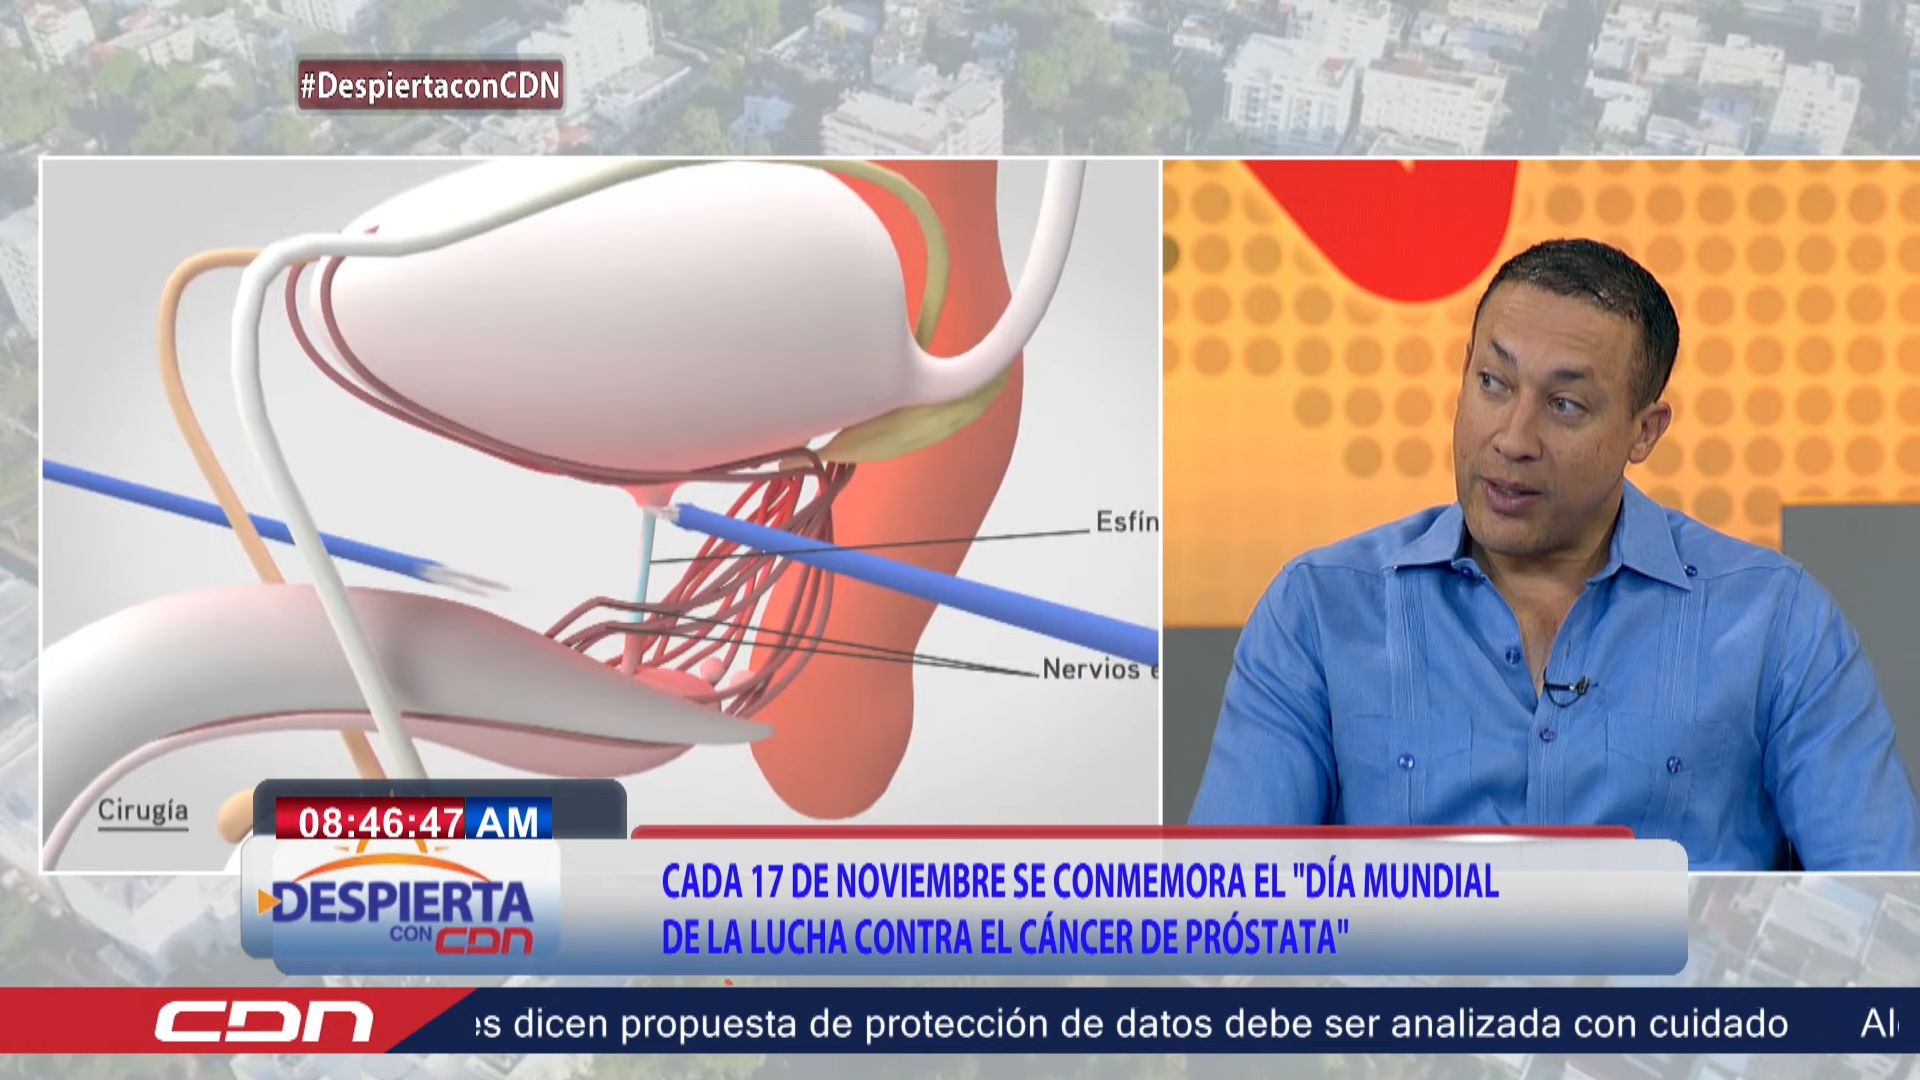 #DespiertaconCDN
Esfín
Nervios e
Cirugía
08:46:47 AM
DESPIERTA
CON CDN
CADA 17 DE NOVIEMBRE SE CONMEMORA EL "DÍA MUNDIAL
DE LA LUCHA CONTRA EL CÁNCER DE PRÓSTATA"
CDN
es dicen propuesta de protección de datos debe ser analizada con cuidado Al